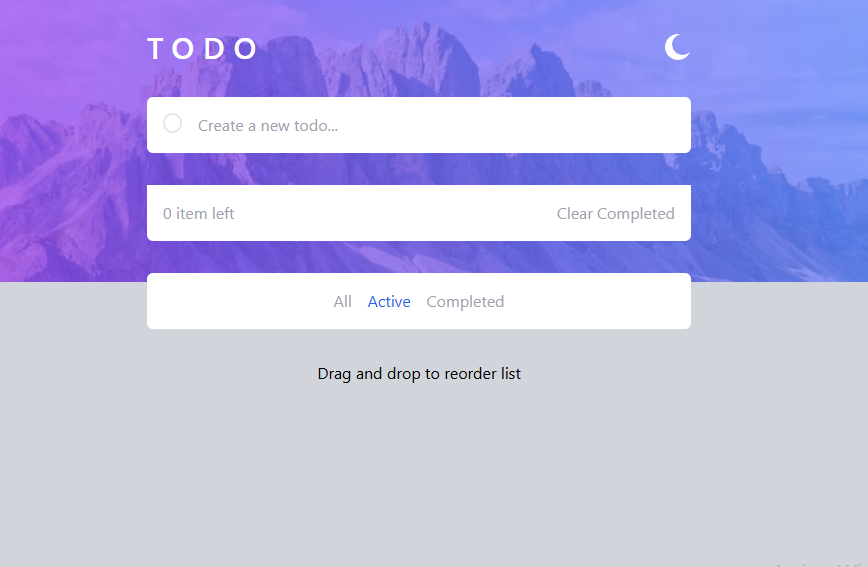 TODO
Create a new todo...
0 item left Clear Completed
All Active Completed
Drag and drop to reorder list